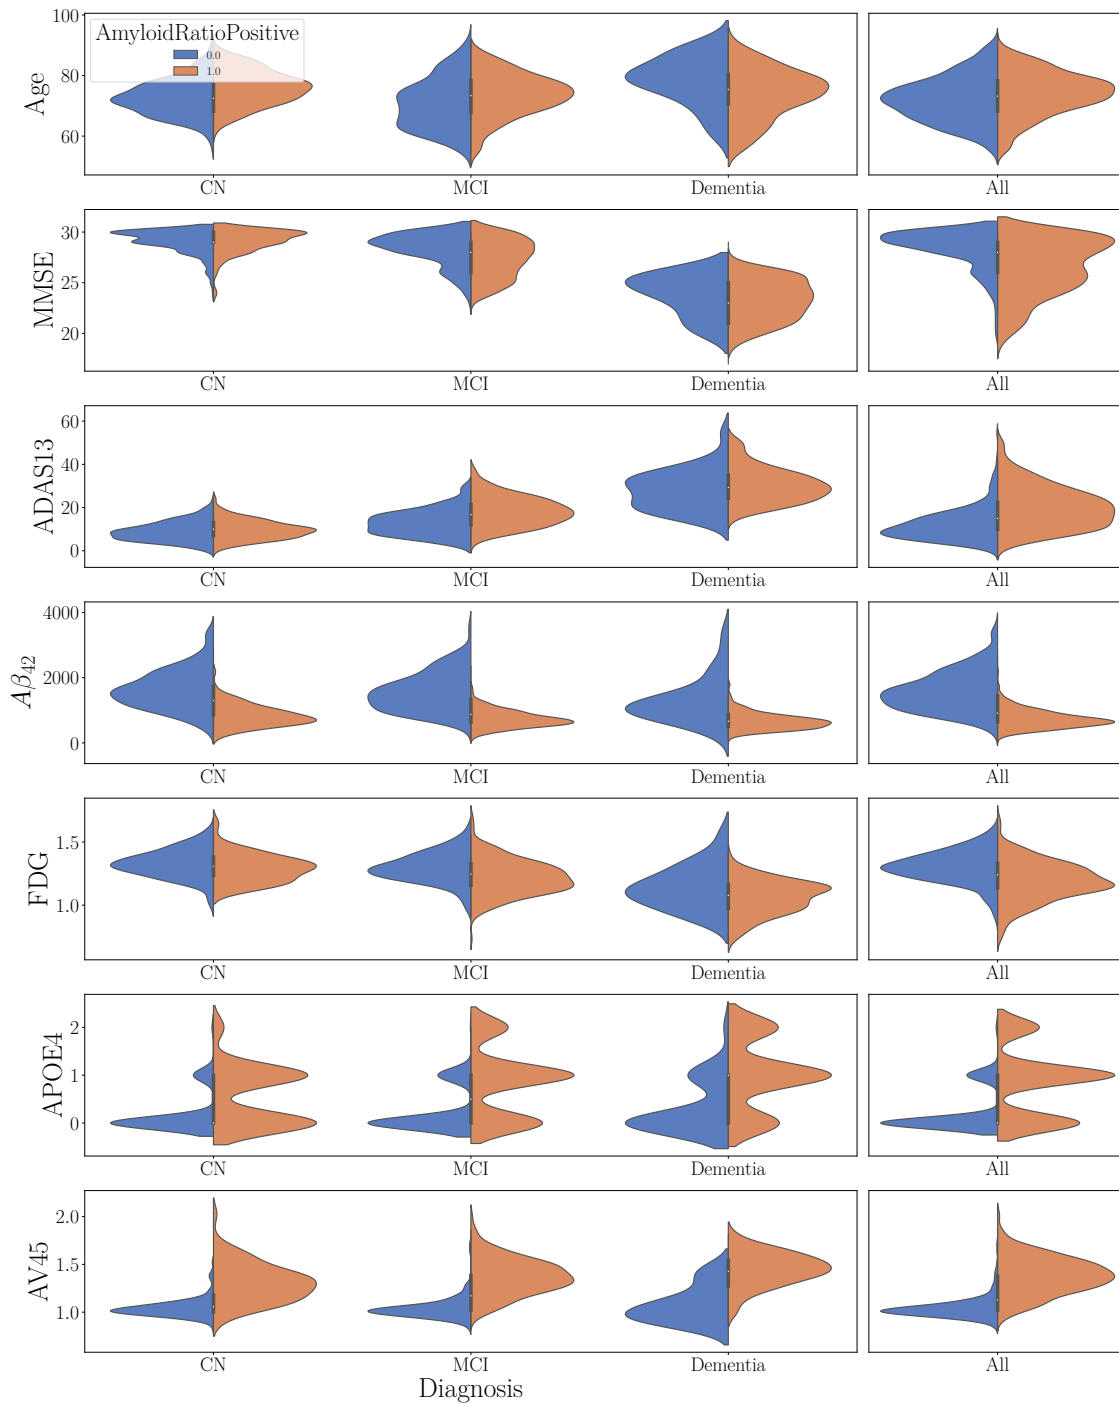 AmyloidRatioPositive
0.0
1.0
Age
100
80
60
CN MCI Dementia All
MMSE
30
25
20
CN MCI Dementia All
ADAS13
60
40
20
0
CN MCI Dementia All
Aβ42
4000
2000
0
CN MCI Dementia All
FDG
1.5
1.0
CN MCI Dementia All
APOE4
2
1
0
CN MCI Dementia All
AV45
2.0
1.5
1.0
CN MCI Dementia All
Diagnosis